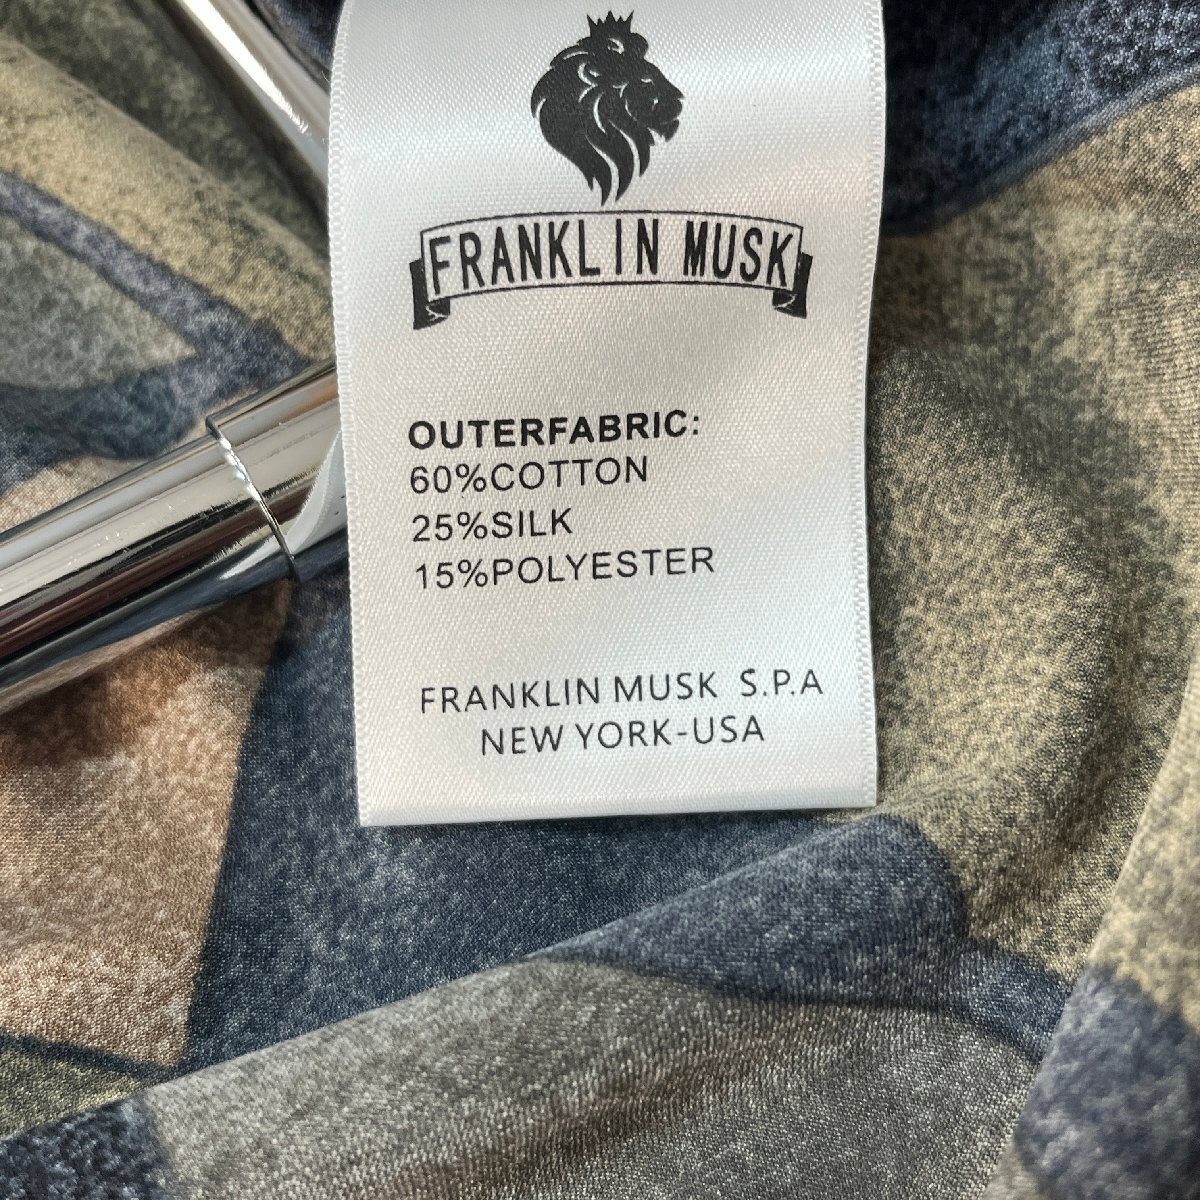 FRANKLIN MUSK
OUTERFABRIC:
60%COTTON
25%SILK
15%POLYESTER
FRANKLIN MUSK S.P.A
NEW YORK-USA